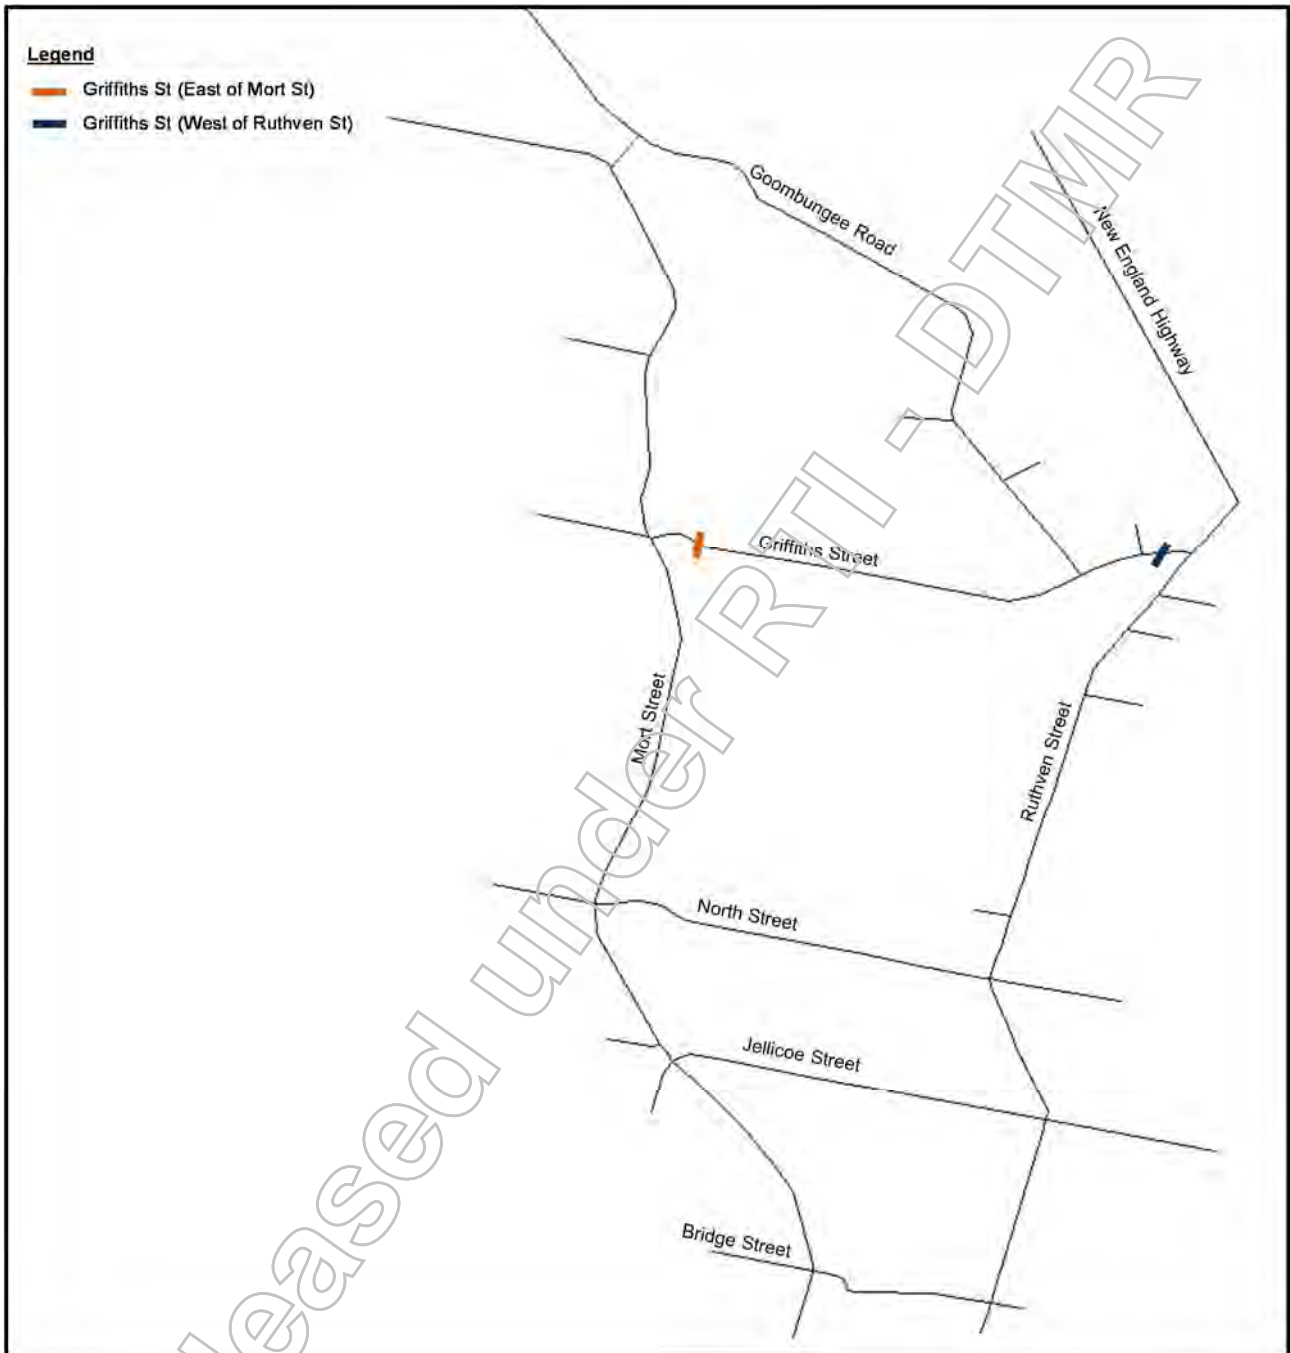 Legend
Griffiths St (East of Mort St)
Griffiths St (West of Ruthven St)
Goombungee Road
New England Highway
Griffiths Street
Mort Street
Ruthven Street
North Street
Jellicoe Street
Bridge Street
leased under RTI - DTMR